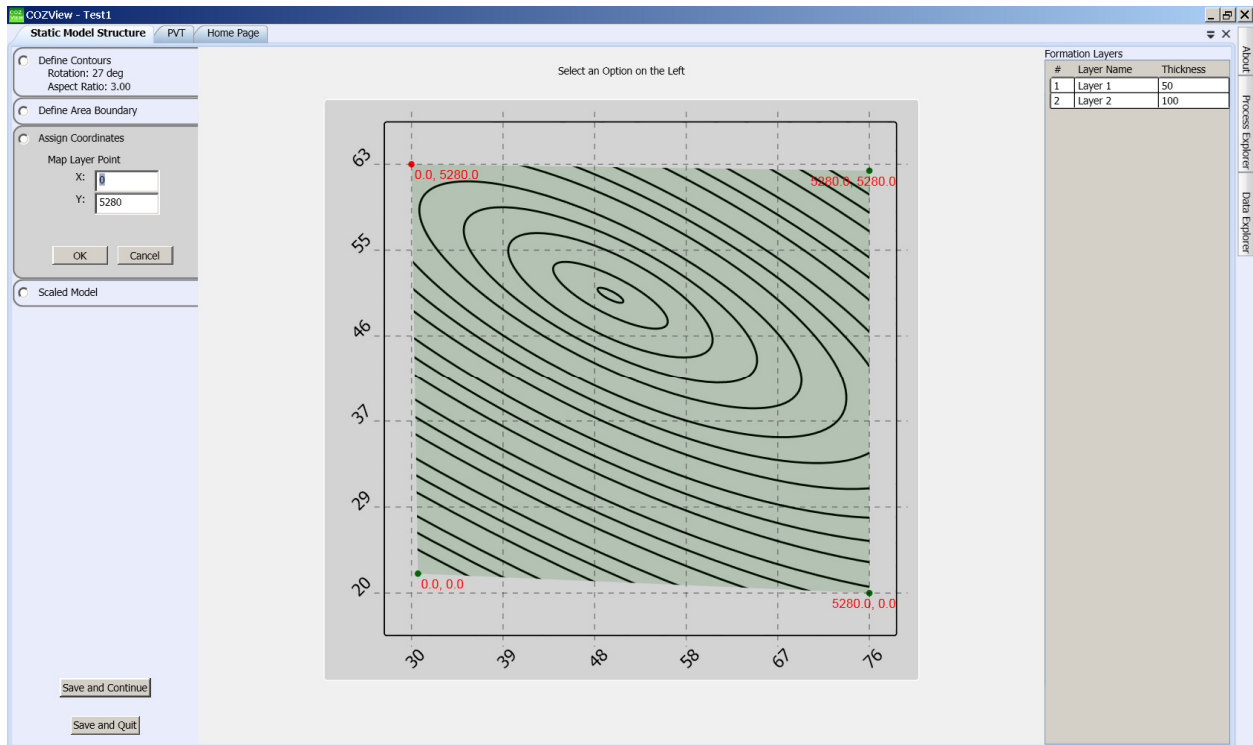 COZ View COZView - Test1
Static Model Structure PVT Home Page
Define Contours
Rotation: 27 deg
Aspect Ratio: 3.00
Define Area Boundary
Assign Coordinates
Map Layer Point
X: 0
Y: 5280
OK Cancel
Scaled Model
Save and Continue
Save and Quit
Select an Option on the Left
63
55
46
37
29
20
0.0, 5280.0
5280.0, 5280.0
0.0, 0.0
5280.0, 0.0
30 39 48 58 67 76
Formation Layers
# Layer Name Thickness
1 Layer 1 50
2 Layer 2 100
About
Process Explorer
Data Explorer